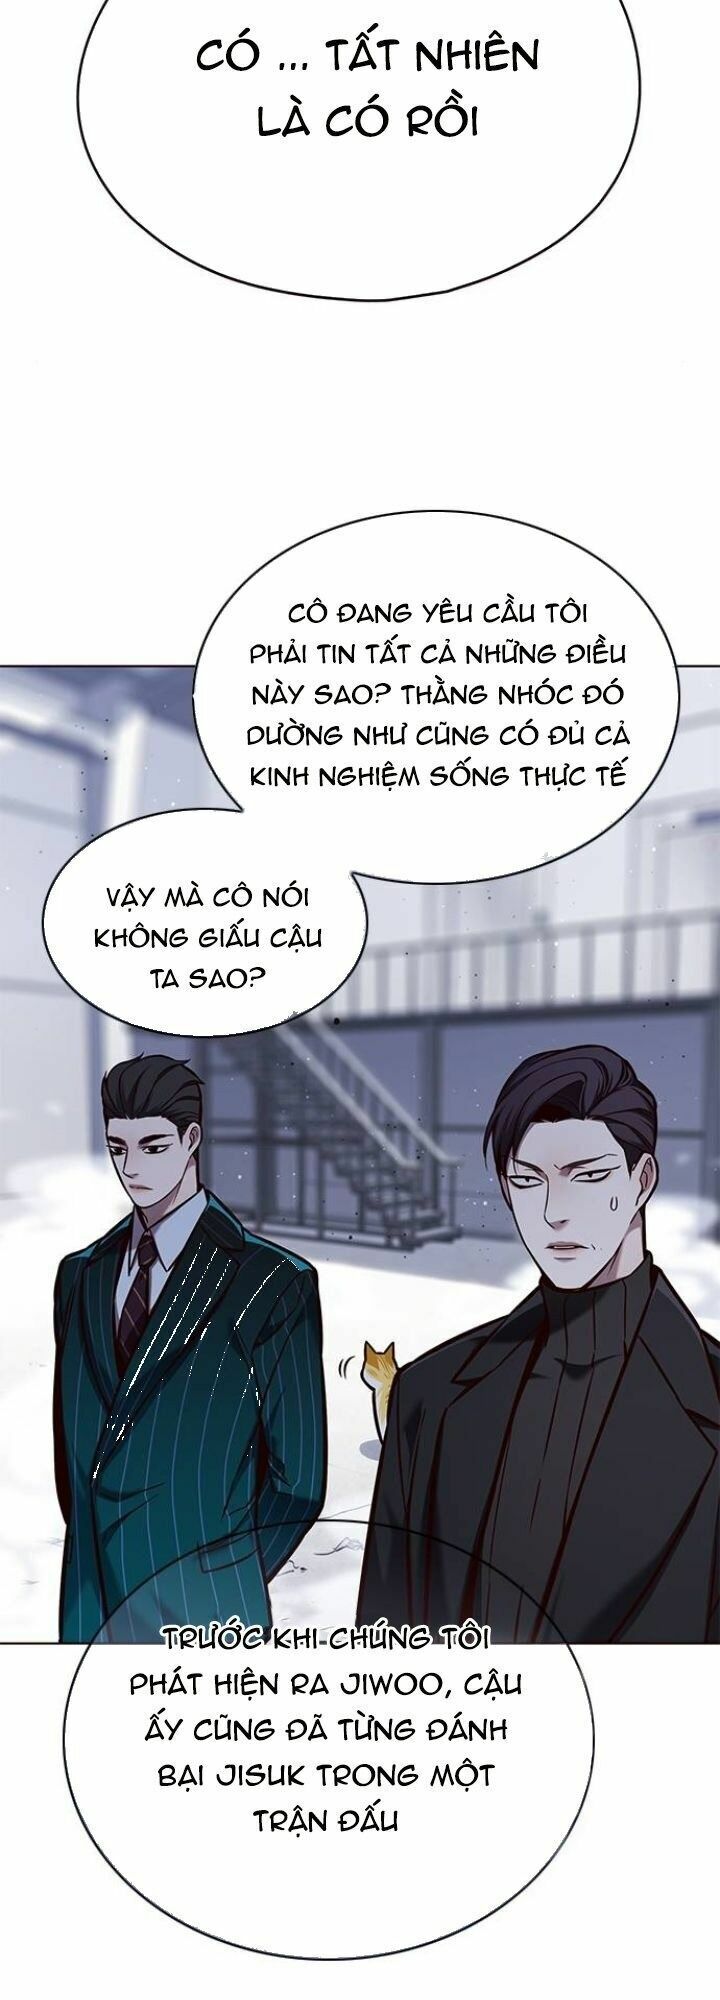 CÓ ... TẤT NHIÊN
LÀ CÓ RỒI
CÔ ĐANG YÊU CẦU TÔI
PHẢI TIN TẤT CẢ NHỮNG ĐIỀU
NÀY SAO? THẰNG NHÓC ĐÓ
DƯỜNG NHƯ CŨNG CÓ ĐỦ CẢ
KINH NGHIỆM SỐNG THỰC TẾ
VẬY MÀ CÔ NÓI
KHÔNG GIẤU CẬU
TA SAO?
TRƯỚC KHI CHÚNG TÔI
PHÁT HIỆN RA JIWOO, CẬU
ẤY CŨNG ĐÃ TỪNG ĐÁNH
BẠI JISUK TRONG MỘT
TRẬN ĐẤU